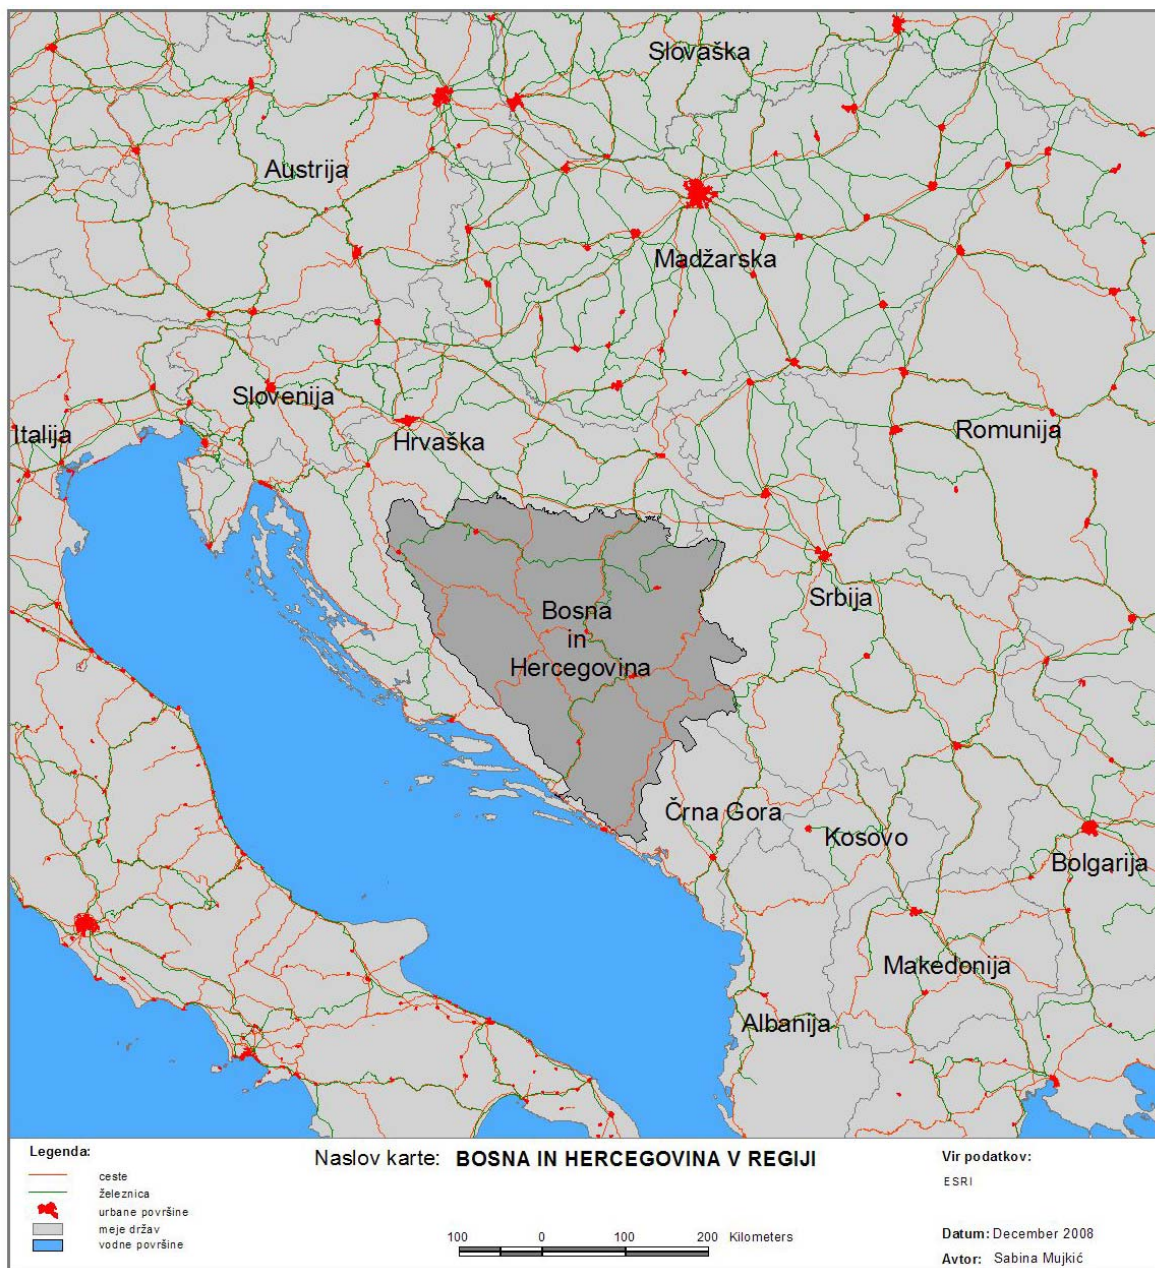 Slovaška
Austrija
Madžarska
Slovenija
Italija
Hrvaška
Romunija
Bosna
in
Hercegovina
Srbija
Črna Gora
Kosovo
Bolgarija
Makedonija
Albanija
Legenda:
ceste
železnica
urbane površine
meje držav
vodne površine
Naslov karte: BOSNA IN HERCEGOVINA V REGIJI
100 0 100 200 Kilometers
Vir podatkov:
ESRI
Datum: December 2008
Avtor: Sabina Mujkić